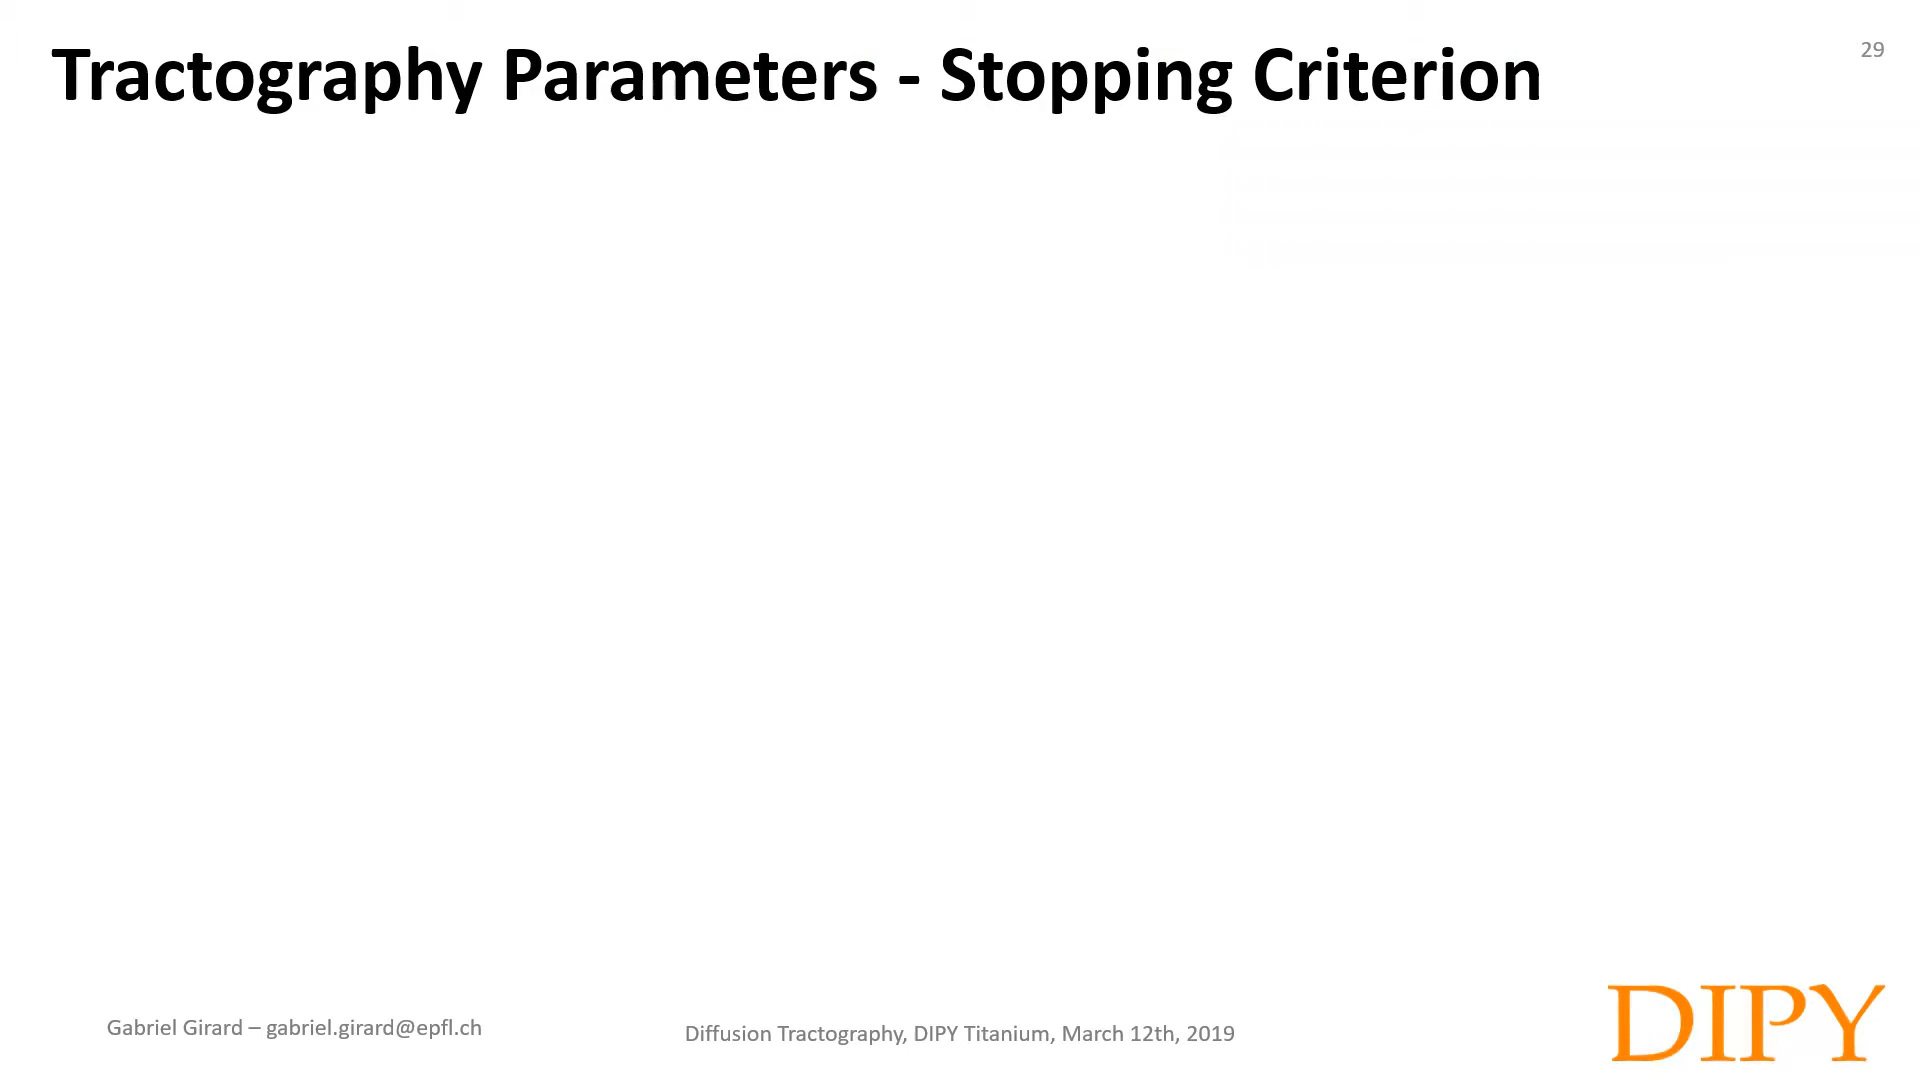 Tractography Parameters - Stopping Criterion
29
Gabriel Girard – gabriel.girard@epfl.ch
Diffusion Tractography, DIPY Titanium, March 12th, 2019
DIPY